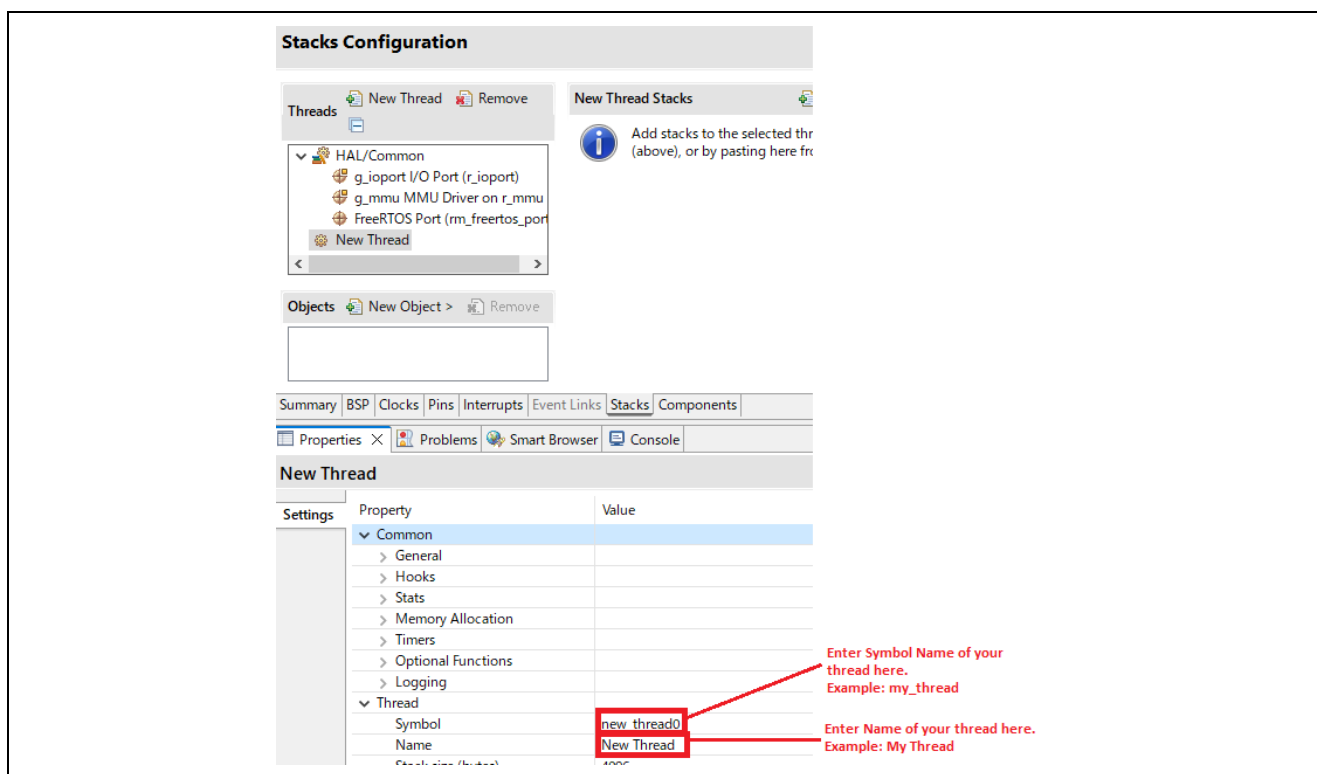 Stacks Configuration
Threads
New Thread
Remove
HAL/Common
g_ioport I/O Port (r_ioport)
g_mmu MMU Driver on r_mmu
FreeRTOS Port (rm_freertos_port
New Thread
Objects
New Object >
Remove
New Thread Stacks
Add stacks to the selected thr
(above), or by pasting here fro
Summary BSP Clocks Pins Interrupts Event Links Stacks Components
Properties Problems Smart Browser Console
New Thread
Settings
Property Value
Common
General
Hooks
Stats
Memory Allocation
Timers
Optional Functions
Logging
Thread
Symbol new_thread0
Name New Thread
Enter Symbol Name of your
thread here.
Example: my_thread
Enter Name of your thread here.
Example: My Thread